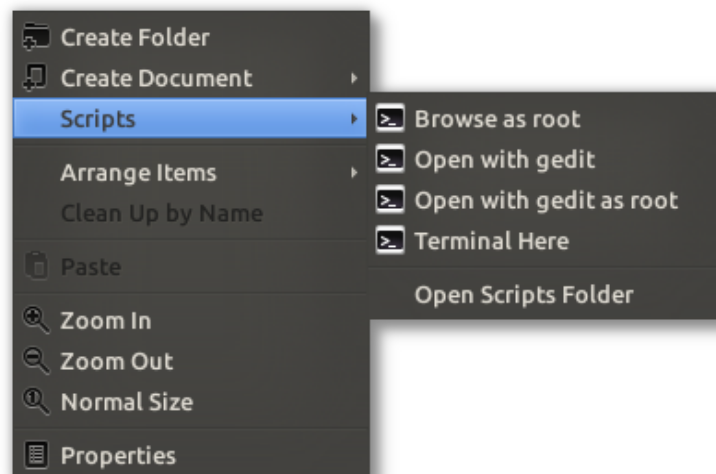 Create Folder
Create Document
Scripts
Arrange Items
Clean Up by Name
Paste
Zoom In
Zoom Out
Normal Size
Properties
Browse as root
Open with gedit
Open with gedit as root
Terminal Here
Open Scripts Folder